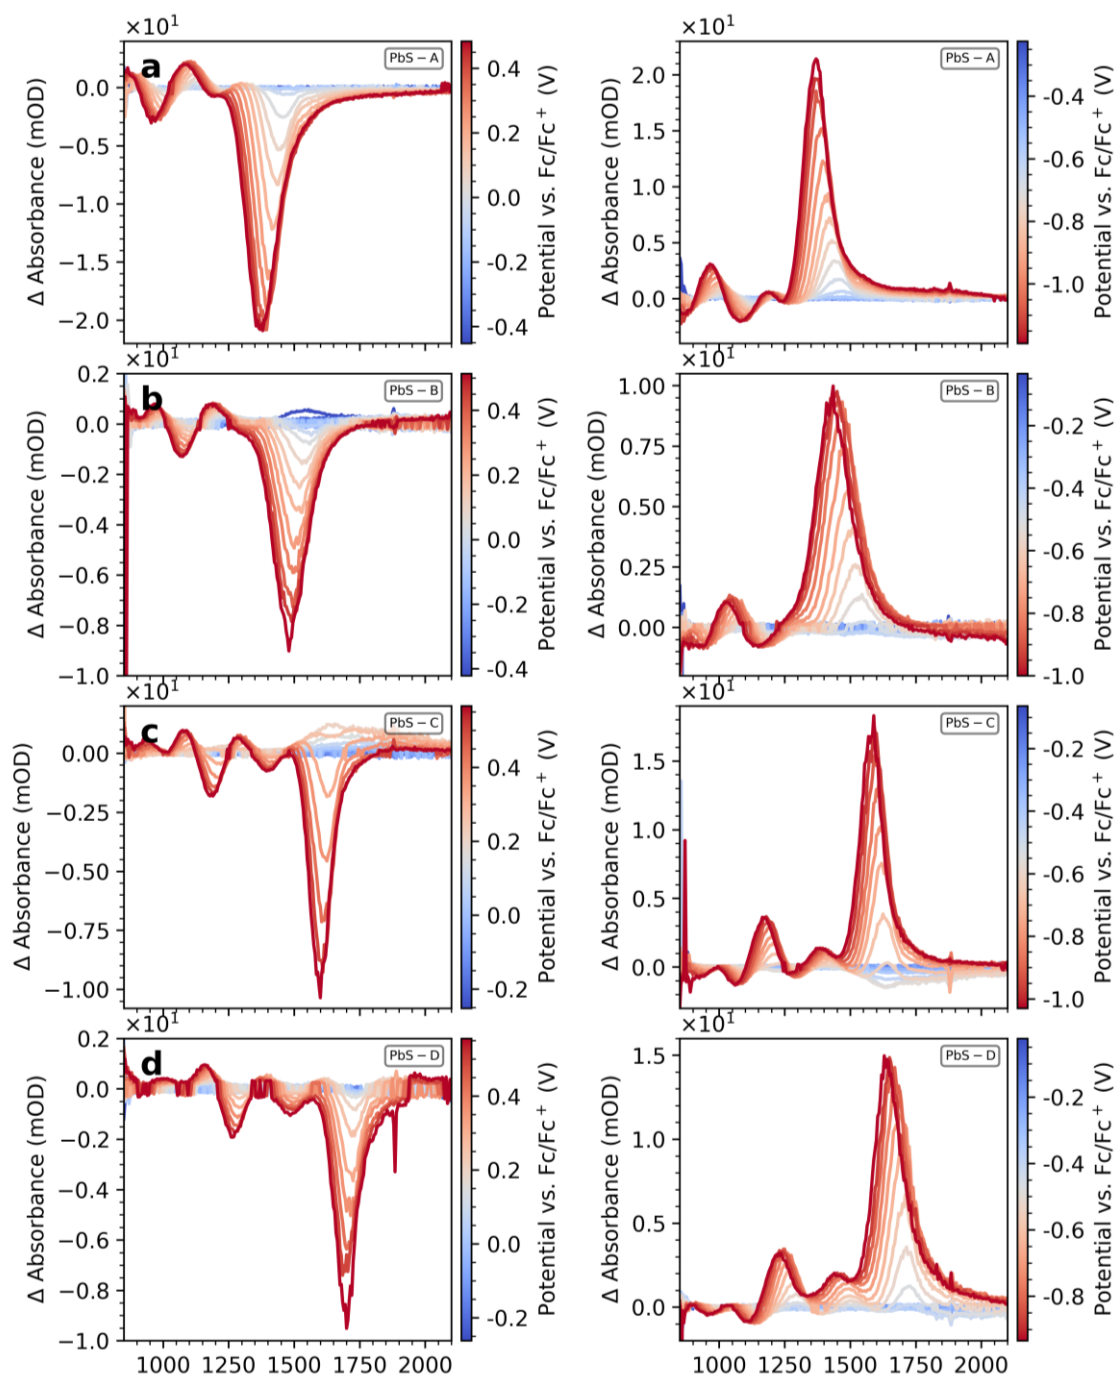 ×10¹
a
PbS − A
0.0
−0.5
−1.0
−1.5
−2.0
Δ Absorbance (mOD)
0.4
0.2
0.0
-0.2
-0.4
Potential vs. Fc/Fc⁺ (V)
×10¹
PbS − A
2.0
1.5
1.0
0.5
0.0
Δ Absorbance (mOD)
-0.4
-0.6
-0.8
-1.0
Potential vs. Fc/Fc⁺ (V)
×10¹
b
PbS − B
0.2
0.0
−0.2
−0.4
−0.6
−0.8
−1.0
Δ Absorbance (mOD)
0.4
0.2
0.0
-0.2
-0.4
Potential vs. Fc/Fc⁺ (V)
PbS − B
1.00
0.75
0.50
0.25
0.00
Δ Absorbance (mOD)
-0.2
-0.4
-0.6
-0.8
-1.0
Potential vs. Fc/Fc⁺ (V)
×10¹
×10¹
c
PbS − C
0.00
−0.25
−0.50
−0.75
−1.00
Δ Absorbance (mOD)
0.4
0.2
0.0
-0.2
Potential vs. Fc/Fc⁺ (V)
×10¹
PbS − C
1.5
1.0
0.5
0.0
Δ Absorbance (mOD)
-0.2
-0.4
-0.6
-0.8
-1.0
Potential vs. Fc/Fc⁺ (V)
×10¹
d
PbS − D
0.2
0.0
−0.2
−0.4
−0.6
−0.8
−1.0
Δ Absorbance (mOD)
1000 1250 1500 1750 2000
0.4
0.2
0.0
-0.2
Potential vs. Fc/Fc⁺ (V)
×10¹
PbS − D
1.5
1.0
0.5
0.0
Δ Absorbance (mOD)
1000 1250 1500 1750 2000
-0.2
-0.4
-0.6
-0.8
Potential vs. Fc/Fc⁺ (V)